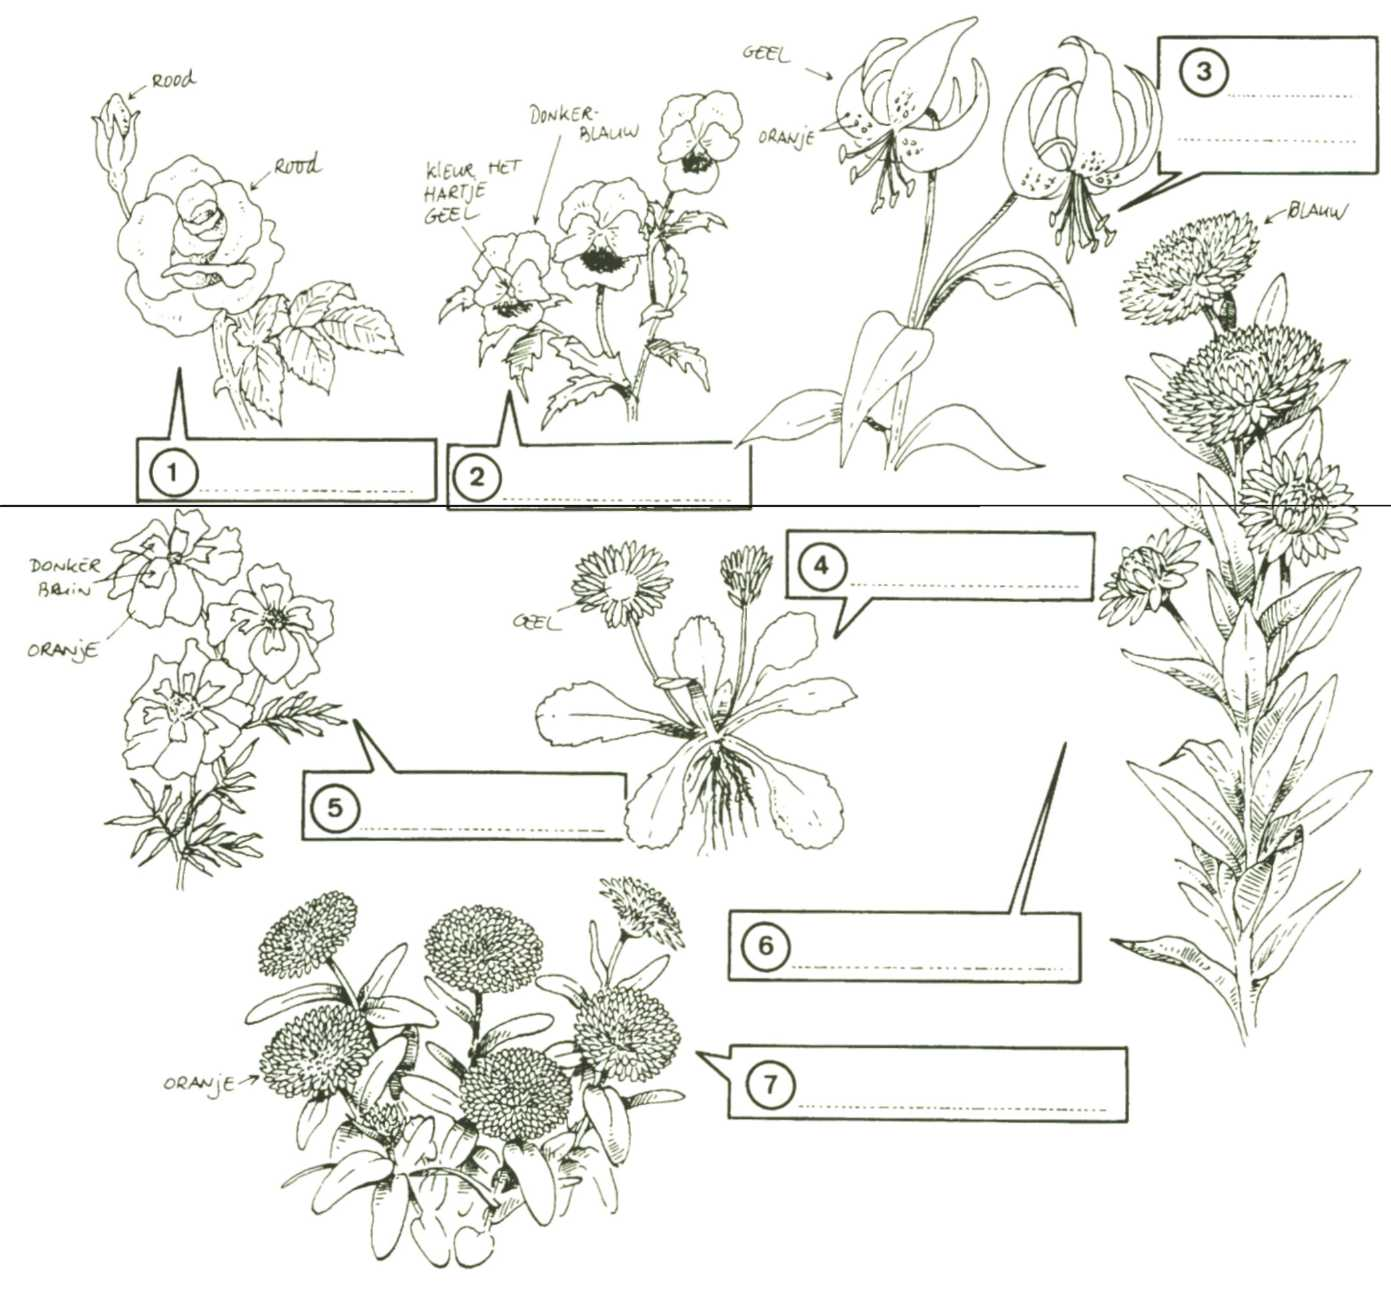 ROOD
ROOD
1
KLEUR HET
HARTJE
GEEL
DONKER-
BLAUW
2
GEEL
ORANJE
3
BLAUW
DONKER
BRUIN
ORANJE
5
GEEL
4
6
ORANJE
7